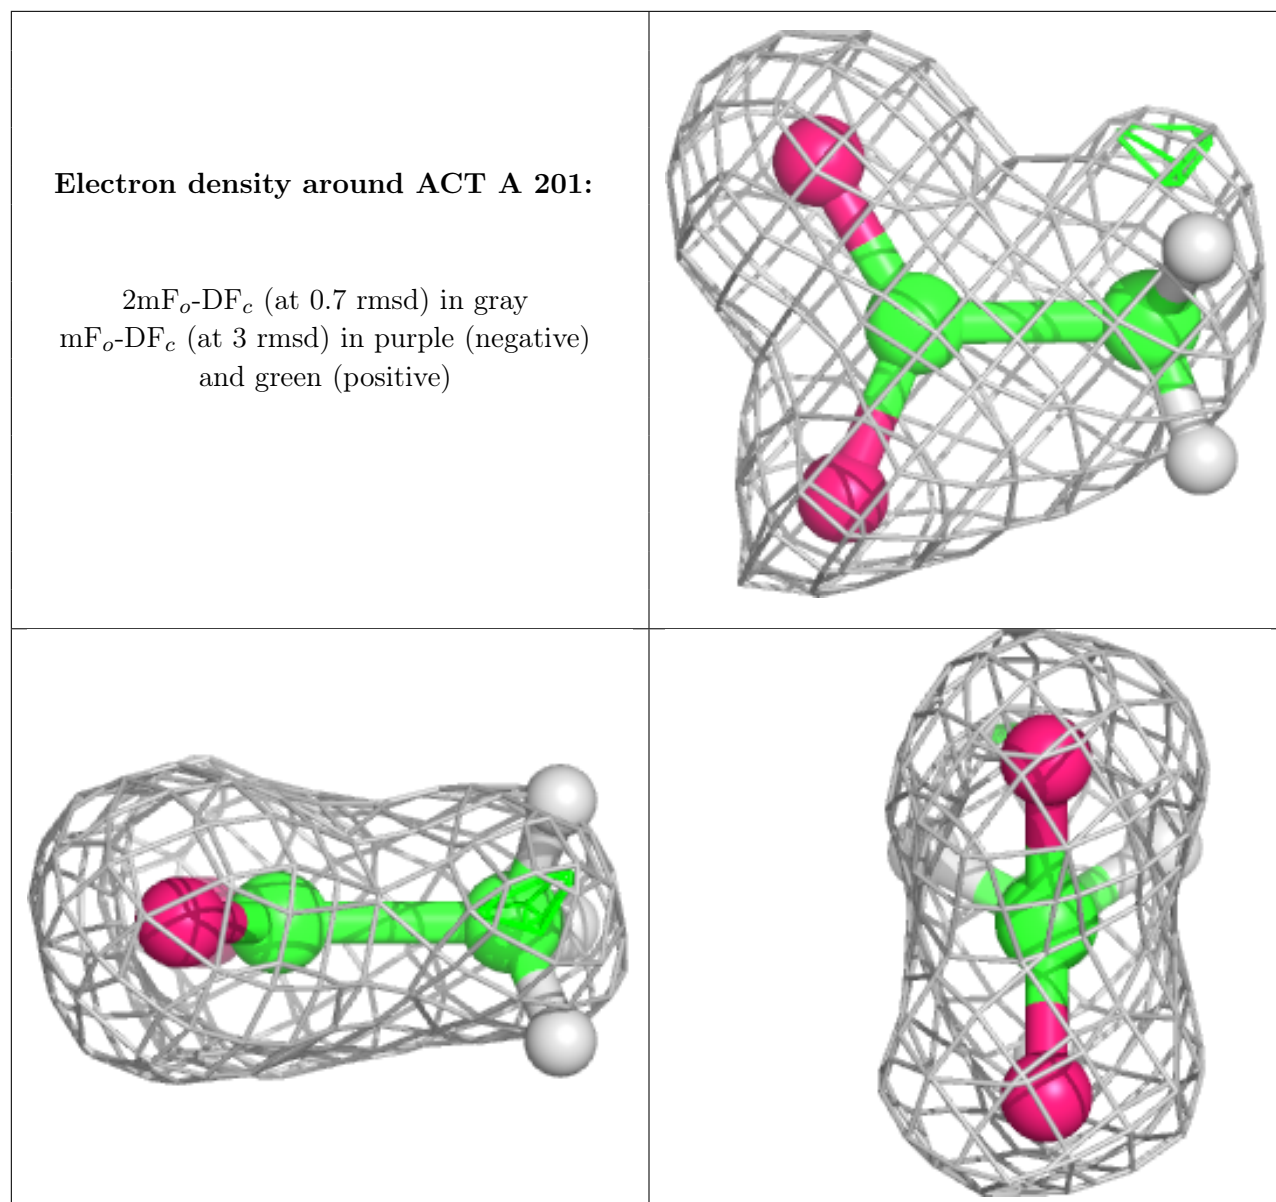 Electron density around ACT A 201:
2mFₒ-DF𝑐 (at 0.7 rmsd) in gray
mFₒ-DF𝑐 (at 3 rmsd) in purple (negative)
and green (positive)